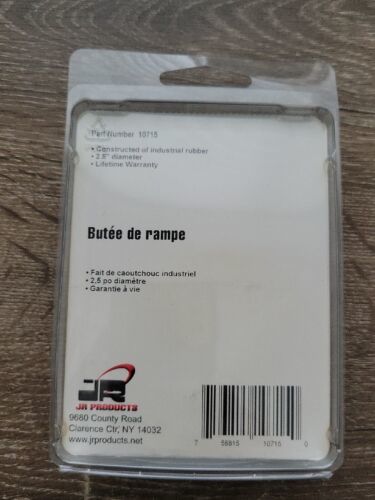 Part Number 10715
• Constructed of industrial rubber
• 2.5" diameter
• Lifetime Warranty
Butée de rampe
• Fait de caoutchouc industriel
• 2,5 po diamètre
• Garantie à vie
JR PRODUCTS
9680 County Road
Clarence Ctr, NY 14032
www.jrproducts.net
7 56815 10715 0